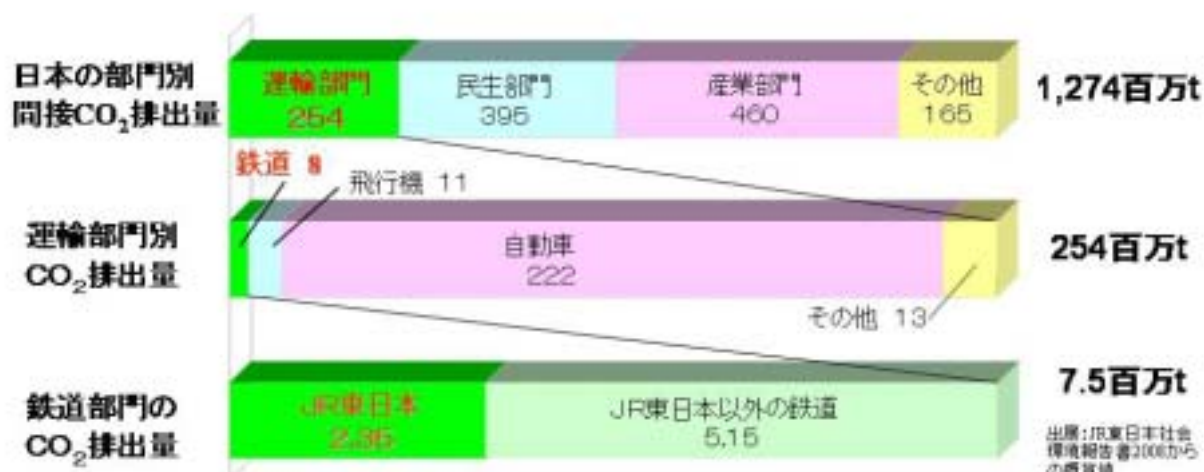 日本の部門別
間接CO₂排出量
運輸部門
254
民生部門
395
産業部門
460
その他
165
1,274百万t
鉄道 8
飛行機 11
運輸部門別
CO₂排出量
自動車
222
その他 13
254百万t
鉄道部門の
CO₂排出量
JR東日本
2.35
JR東日本以外の鉄道
5.15
7.5百万t
出展:JR東日本社会
環境報告書2008から